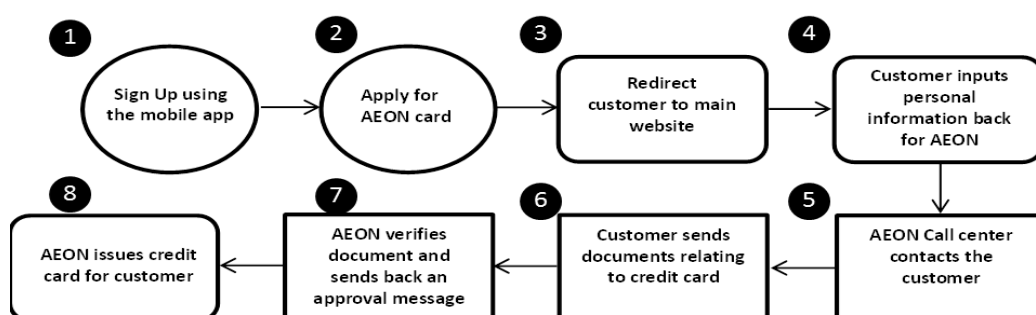 1
Sign Up using
the mobile app
2
Apply for
AEON card
3
Redirect
customer to main
website
4
Customer inputs
personal
information back
for AEON
5
AEON Call center
contacts the
customer
6
Customer sends
documents relating
to credit card
7
AEON verifies
document and
sends back an
approval message
8
AEON issues credit
card for customer